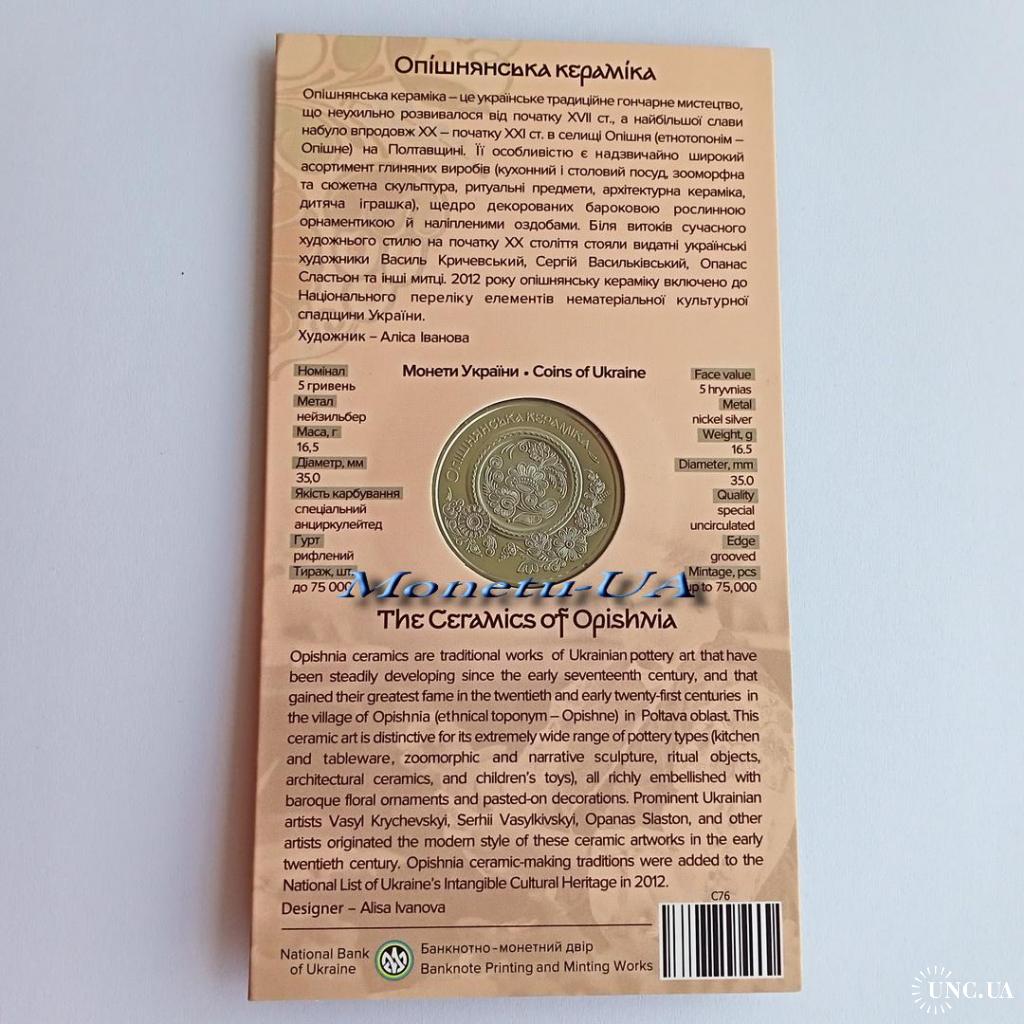 Опішнянська кераміка
Опішнянська кераміка – це українське традиційне гончарне мистецтво,
що неухильно розвивалося від початку XVII ст., а найбільшої слави
набуло впродовж XX – початку XXI ст. в селищі Опішня (етнотопонім –
Опішне) на Полтавщині. Її особливістю є надзвичайно широкий
асортимент глиняних виробів (кухонний і столовий посуд, зооморфна
та сюжетна скульптура, ритуальні предмети, архітектурна кераміка,
дитяча іграшка), щедро декорованих бароковою рослинною
орнаментикою й наліпленими оздобами. Біля витоків сучасного
художнього стилю на початку XX століття стояли видатні українські
художники Василь Кричевський, Сергій Васильківський, Опанас
Сластьон та інші митці. 2012 року опішнянську кераміку включено до
Національного переліку елементів нематеріальної культурної
спадщини України.
Художник – Аліса Іванова
Монети України • Coins of Ukraine
Номінал
5 гривень
Метал
нейзильбер
Маса, г
16,5
Діаметр, мм
35,0
Якість карбування
спеціальний
анциркулейтед
Гурт
рифлений
Тираж, шт.
до 75 000
ОПІШНЯНСЬКА КЕРАМІКА
Face value
5 hryvnias
Metal
nickel silver
Weight, g
16.5
Diameter, mm
35.0
Quality
special
uncirculated
Edge
grooved
Mintage, pcs
up to 75,000
Monetu-UA
The Ceramics of Opishnia
Opishnia ceramics are traditional works of Ukrainian pottery art that have
been steadily developing since the early seventeenth century, and that
gained their greatest fame in the twentieth and early twenty-first centuries in
the village of Opishnia (ethnical toponym – Opishne) in Poltava oblast. This
ceramic art is distinctive for its extremely wide range of pottery types (kitchen
and tableware, zoomorphic and narrative sculpture, ritual objects,
architectural ceramics, and children's toys), all richly embellished with
baroque floral ornaments and pasted-on decorations. Prominent Ukrainian
artists Vasyl Krychevskyi, Serhii Vasylkivskyi, Opanas Slaston, and other
artists originated the modern style of these ceramic artworks in the early
twentieth century. Opishnia ceramic-making traditions were added to the
National List of Ukraine's Intangible Cultural Heritage in 2012.
Designer – Alisa Ivanova
C76
National Bank
of Ukraine
Банкнотно-монетний двір
Banknote Printing and Minting Works
UNC.UA